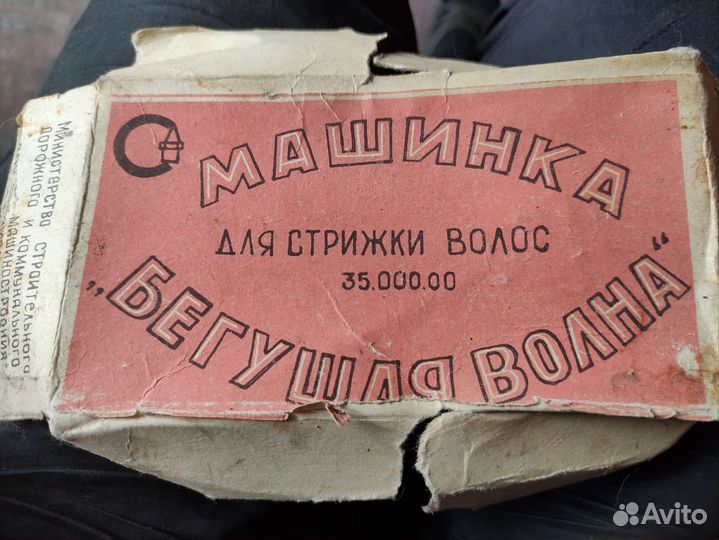 МАШИНКА
ДЛЯ СТРИЖКИ ВОЛОС
35.000.00
„БЕГУЩАЯ ВОЛНА“
МИНИСТЕРСТВО СТРОИТЕЛЬНОГО
ДОРОЖНОГО И КОММУНАЛЬНОГО
МАШИНОСТРОЕНИЯ
Avito